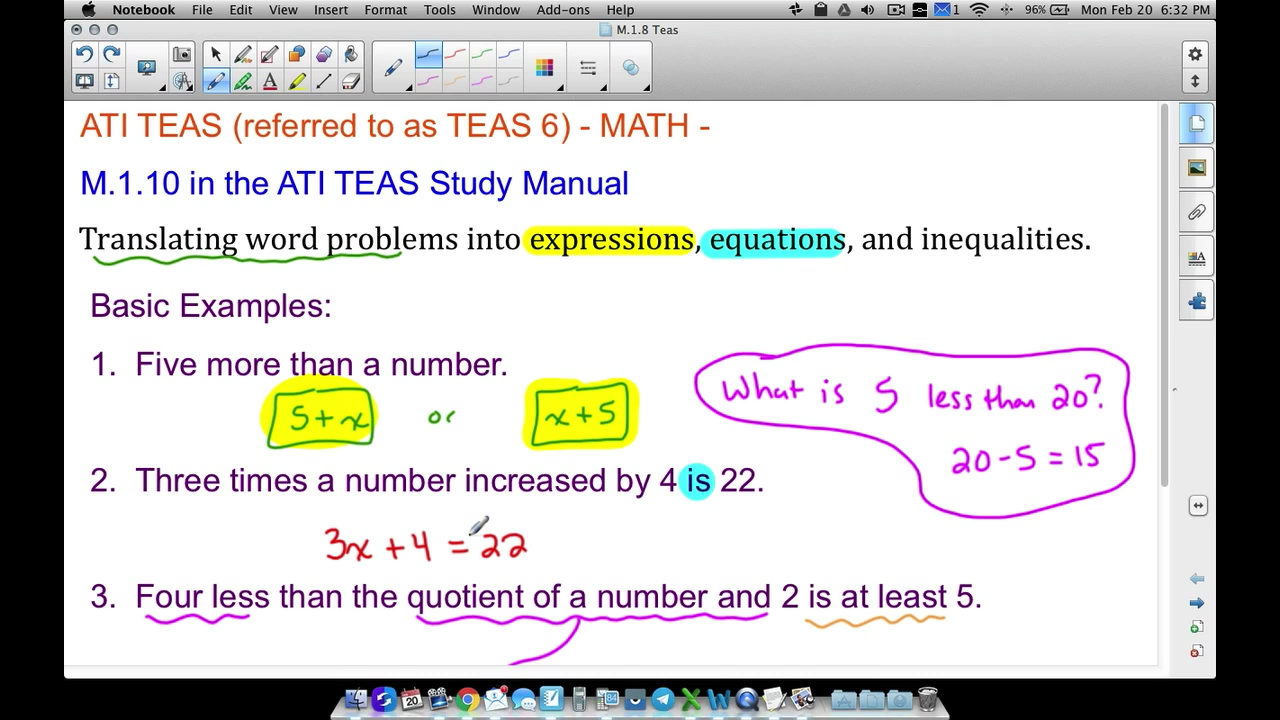 Notebook File Edit View Insert Format Tools Window Add-ons Help 1 96% Mon Feb 20 6:32 PM
M.1.8 Teas
ATI TEAS (referred to as TEAS 6) - MATH -
M.1.10 in the ATI TEAS Study Manual
Translating word problems into expressions, equations, and inequalities.
Basic Examples:
1. Five more than a number.
5+x or x+5
What is 5 less than 20?
20-5=15
2. Three times a number increased by 4 is 22.
3x+4=22
3. Four less than the quotient of a number and 2 is at least 5.